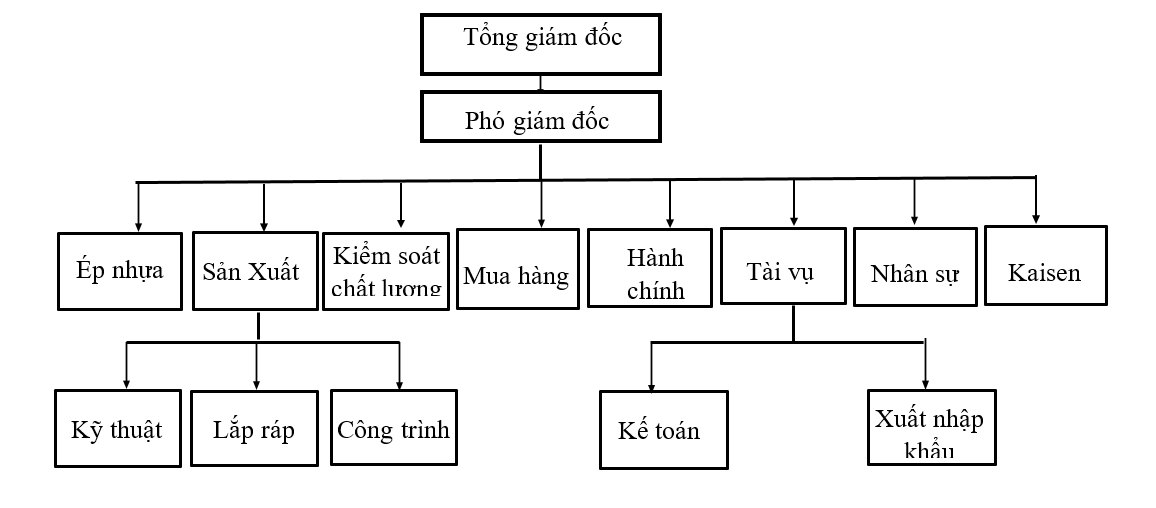 Tổng giám đốc
Phó giám đốc
Ép nhựa
Sản Xuất
Kiểm soát
chất lượng
Mua hàng
Hành
chính
Tài vụ
Nhân sự
Kaisen
Kỹ thuật
Lắp ráp
Công trình
Kế toán
Xuất nhập
khẩu